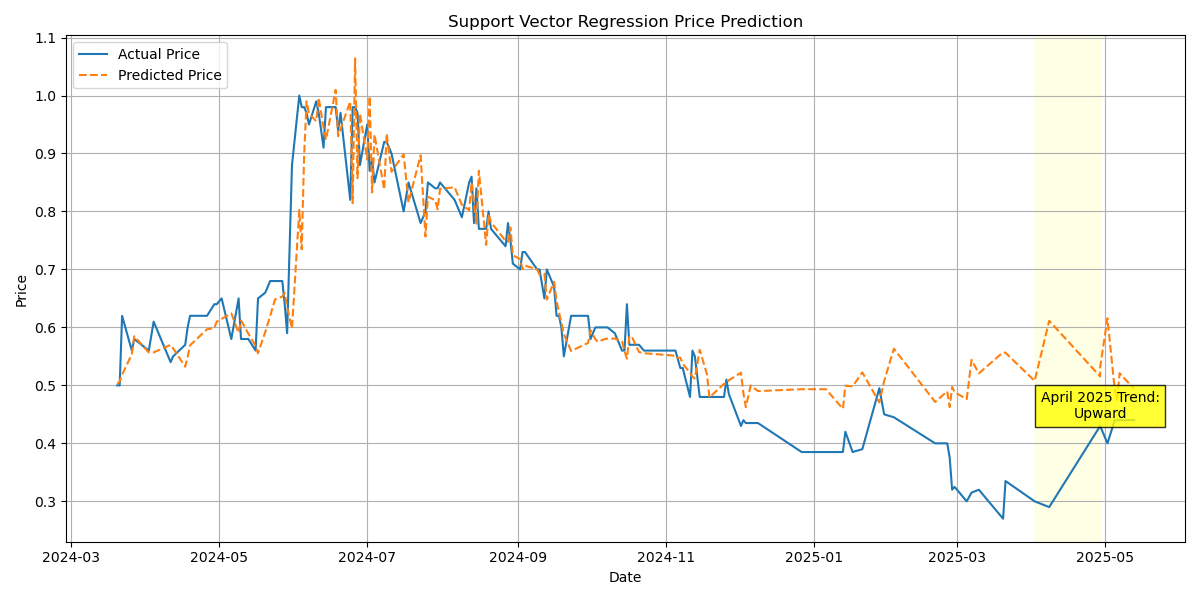 Support Vector Regression Price Prediction
Actual Price
Predicted Price
1.1
1.0
0.9
0.8
0.7
0.6
0.5
0.4
0.3
Price
April 2025 Trend:
Upward
2024-03
2024-05
2024-07
2024-09
2024-11
2025-01
2025-03
2025-05
Date